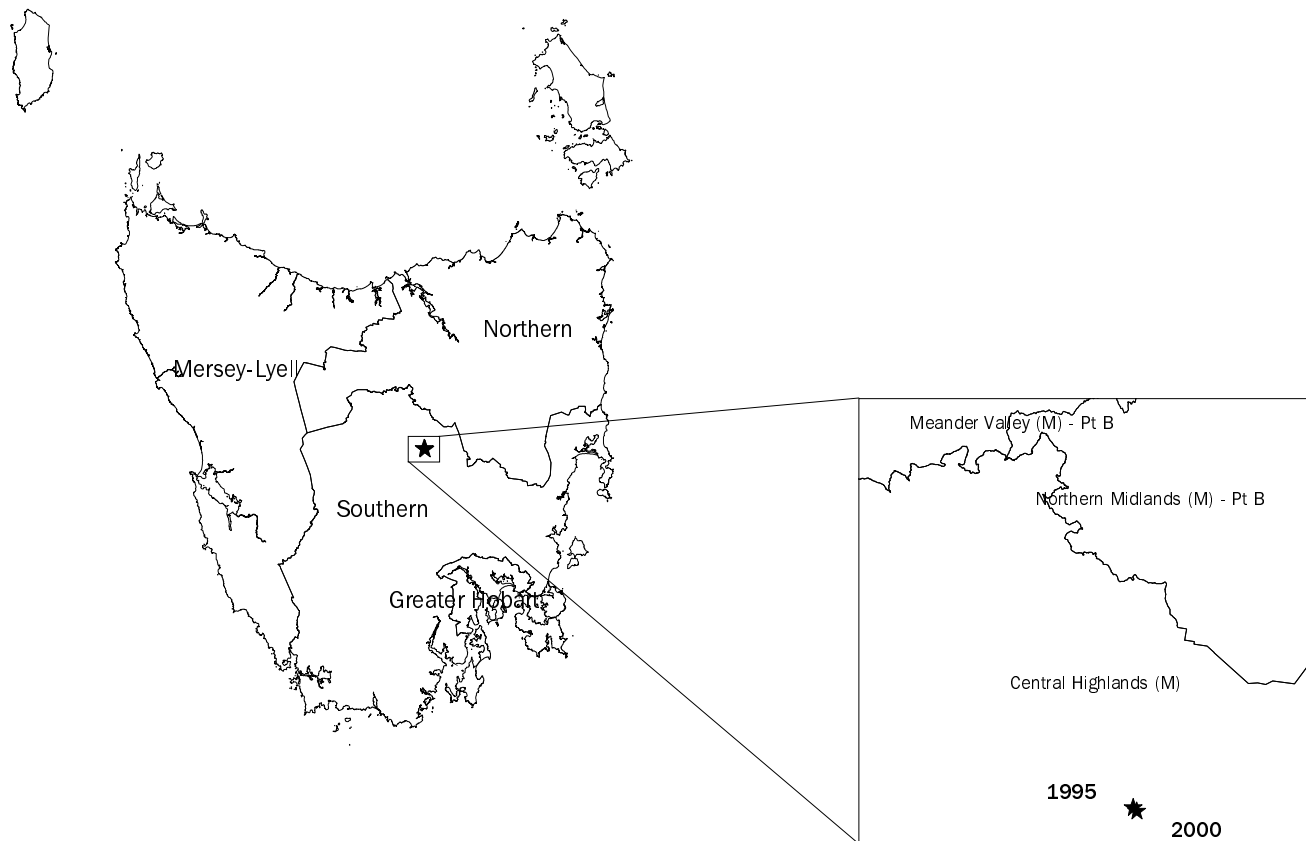 Northern
Mersey-Lyell
Southern
Greater Hobart
Meander Valley (M) - Pt B
Northern Midlands (M) - Pt B
Central Highlands (M)
1995
2000